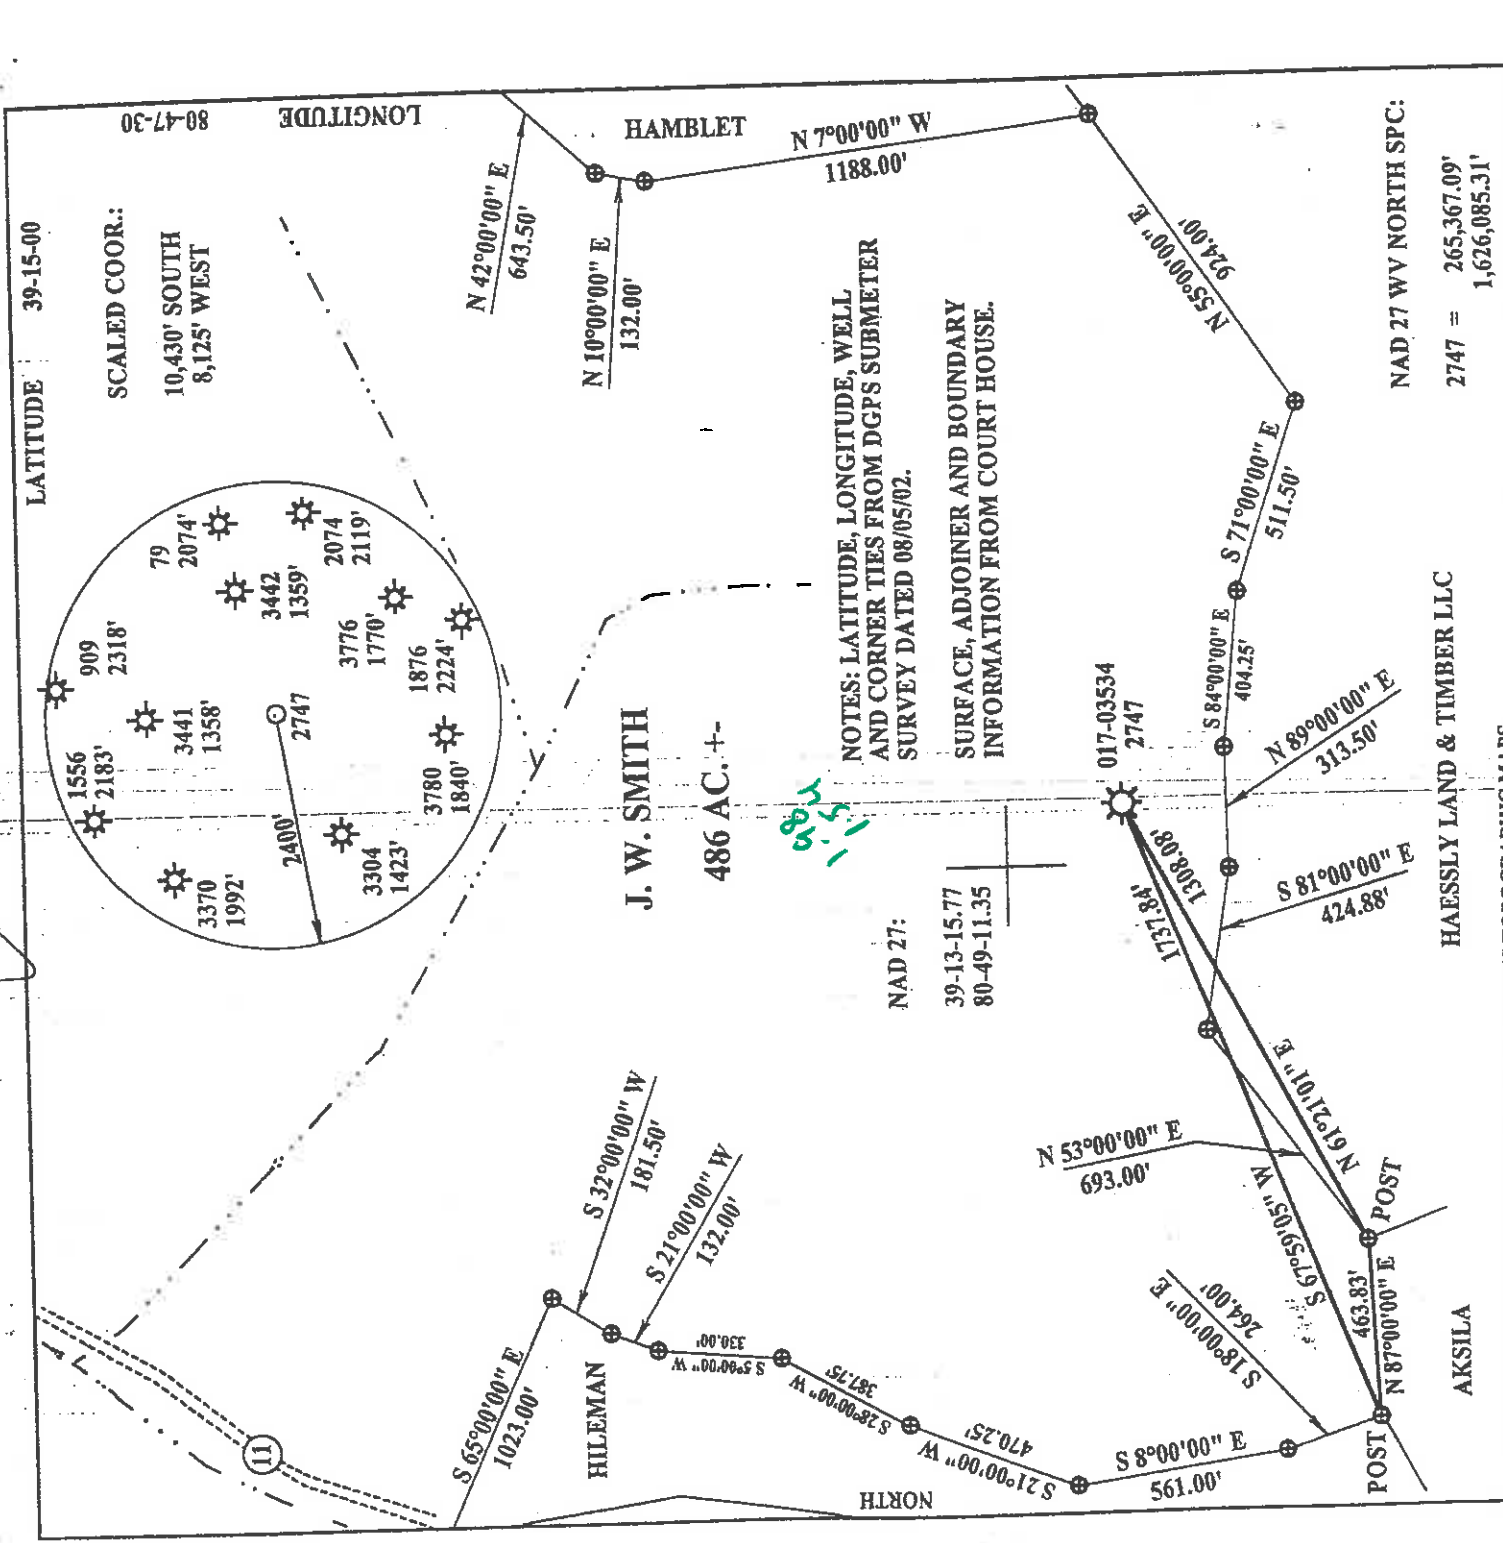 LATITUDE 39-15-00
80-47-30 LONGITUDE
SCALED COOR.:
10,430' SOUTH
8,125' WEST
909
2318'
79
2074'
1556
2183'
3441
1358'
3442
1359'
2074
2119'
3370
1992'
2747
2400'
3776
1770'
1876
2224'
3304
1423'
3780
1840'
N 42°00'00" E
643.50'
HAMBLET
N 10°00'00" E
132.00'
N 7°00'00" W
1188.00'
N 55°00'00" E
924.00'
J. W. SMITH
486 AC. +-
NOTES: LATITUDE, LONGITUDE, WELL
AND CORNER TIES FROM DGPS SUBMETER
SURVEY DATED 08/05/02.
SURFACE, ADJOINER AND BOUNDARY
INFORMATION FROM COURT HOUSE.
NAD 27:
39-13-15.77
80-49-11.35
017-03534
2747
S 71°00'00" E
511.50'
S 84°00'00" E
404.25'
N 89°00'00" E
313.50'
S 81°00'00" E
424.88'
1308.08'
1737.84'
N 61°21'01" E
S 67°59'05" W
N 53°00'00" E
693.00'
POST
463.83'
N 87°00'00" E
S 18°00'00" E
264.00'
POST
AKSILA
S 8°00'00" E
561.00'
S 21°00'00" W
470.25'
S 28°00'00" W
387.75'
S 5°00'00" W
330.00'
S 21°00'00" W
132.00'
S 32°00'00" W
181.50'
S 65°00'00" E
1023.00'
HILEMAN
NORTH
11
NAD 27 WV NORTH SPC:
2747 = 265,367.09'
1,626,085.31'
HAESSLY LAND & TIMBER LLC